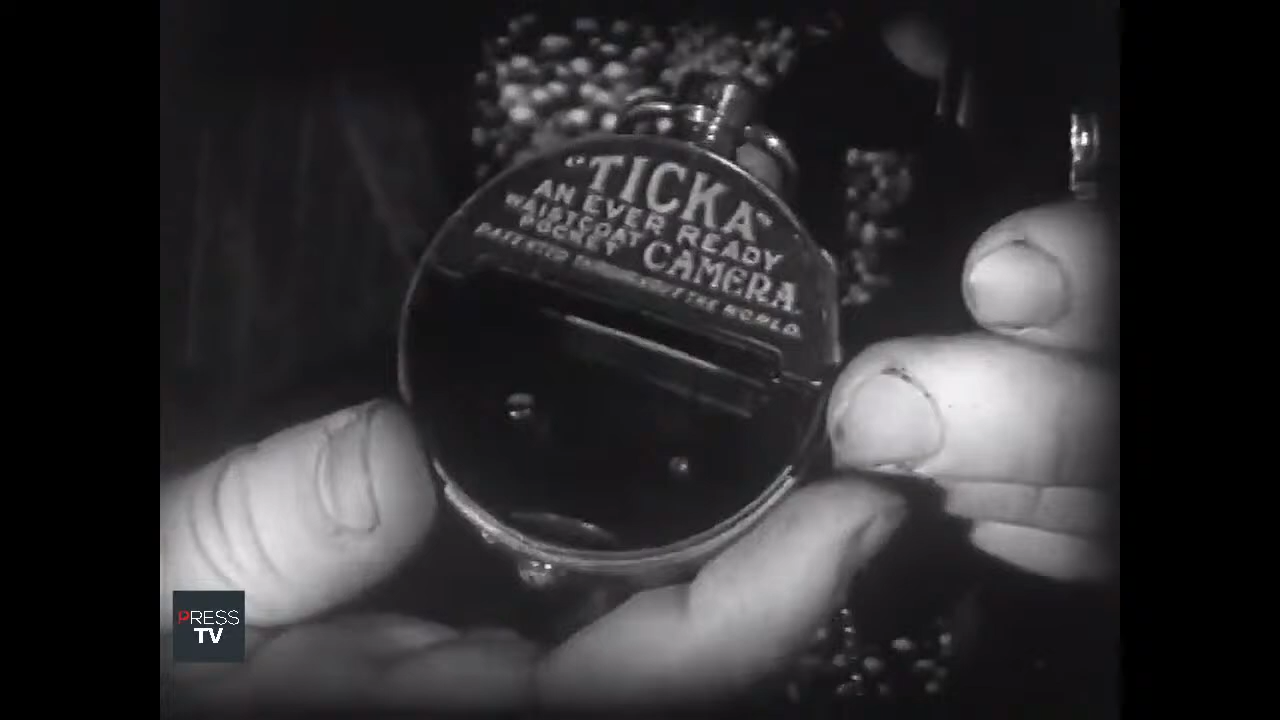 "TICKA"
AN EVER READY
WAISTCOAT
POCKET CAMERA
PATENTED THROUGHOUT THE WORLD.
PRESS
TV